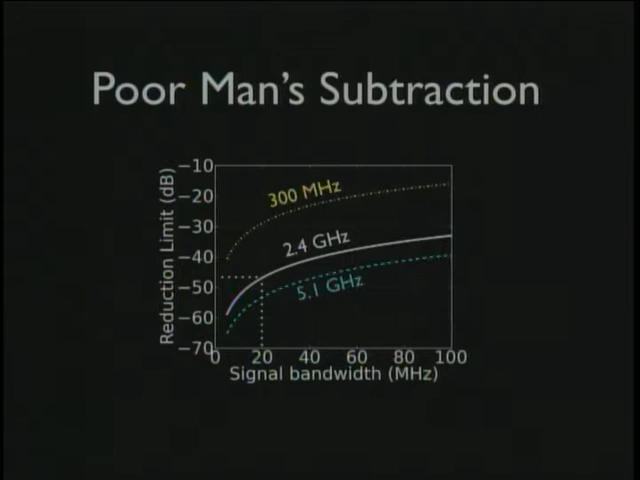 Poor Man's Subtraction
Reduction Limit (dB)
−10
−20
−30
−40
−50
−60
−70
300 MHz
2.4 GHz
5.1 GHz
0 20 40 60 80 100
Signal bandwidth (MHz)